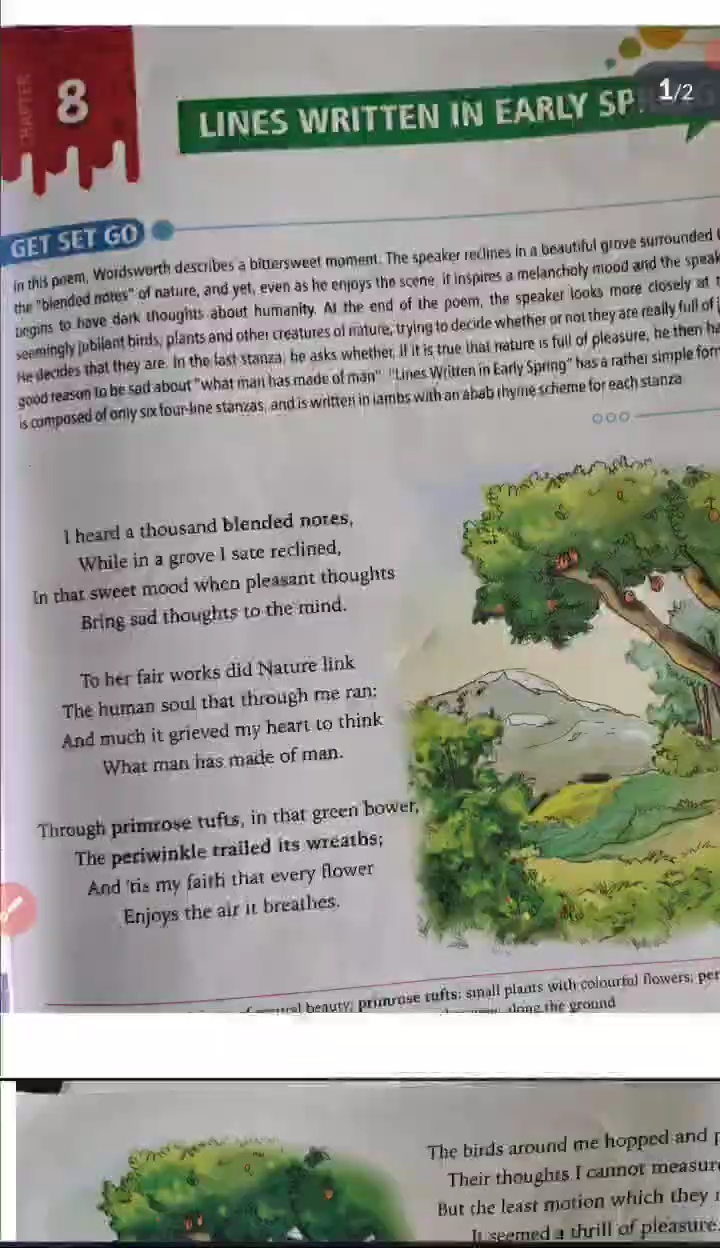 CHAPTER
8
LINES WRITTEN IN EARLY SP
1/2
GET SET GO
In this poem, Wordsworth describes a bittersweet moment. The speaker reclines in a beautiful grove surrounded
the "blended notes" of nature, and yet, even as he enjoys the scene, it inspires a melancholy mood and the speak
begins to have dark thoughts about humanity. At the end of the poem, the speaker looks more closely at
seemingly jubilant birds, plants and other creatures of nature, trying to decide whether or not they are really full of
He decides that they are. In the last stanza, he asks whether, if it is true that nature is full of pleasure, he then ha
good reason to be sad about "what man has made of man". "Lines Written in Early Spring" has a rather simple form
is composed of only six four-line stanzas, and is written in iambs with an abab rhyme scheme for each stanza
I heard a thousand blended notes,
While in a grove I sate reclined,
In that sweet mood when pleasant thoughts
Bring sad thoughts to the mind.
To her fair works did Nature link
The human soul that through me ran;
And much it grieved my heart to think
What man has made of man.
Through primrose tufts, in that green bower,
The periwinkle trailed its wreaths;
And 'tis my faith that every flower
Enjoys the air it breathes.
beauty; primrose tufts: small plants with colourful flowers; per
along the ground
The birds around me hopped and p
Their thoughts I cannot measure
But the least motion which they
It seemed a thrill of pleasure.